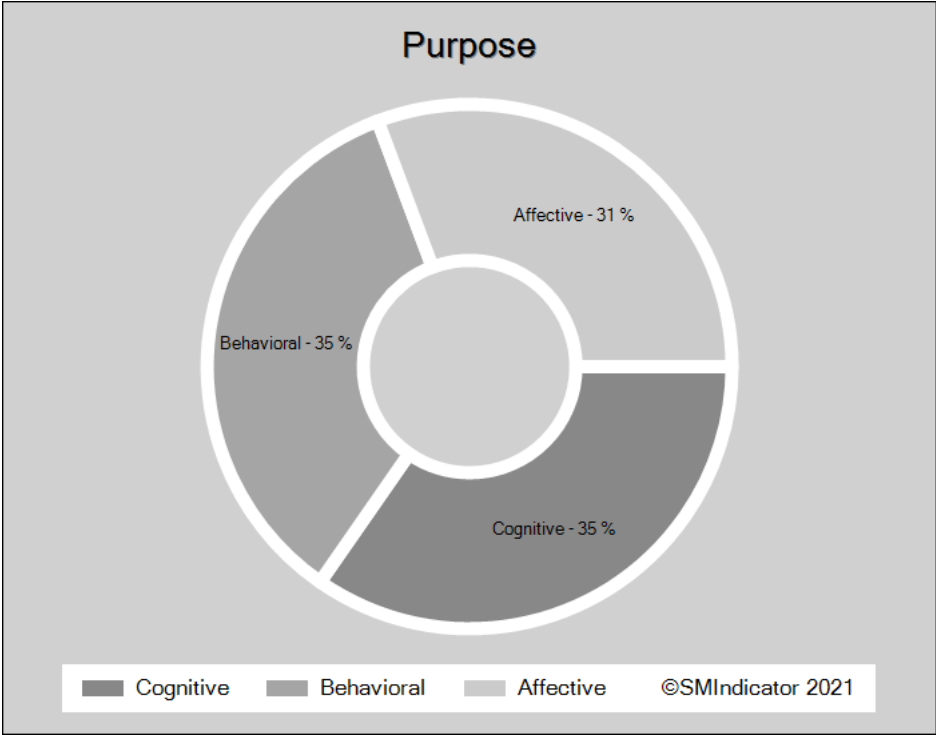 Purpose
Affective - 31 %
Behavioral - 35 %
Cognitive - 35 %
Cognitive Behavioral Affective ©SMIndicator 2021